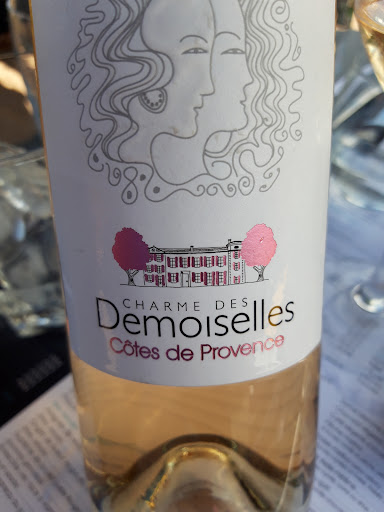 CHARME DES
Demoiselles
Côtes de Provence